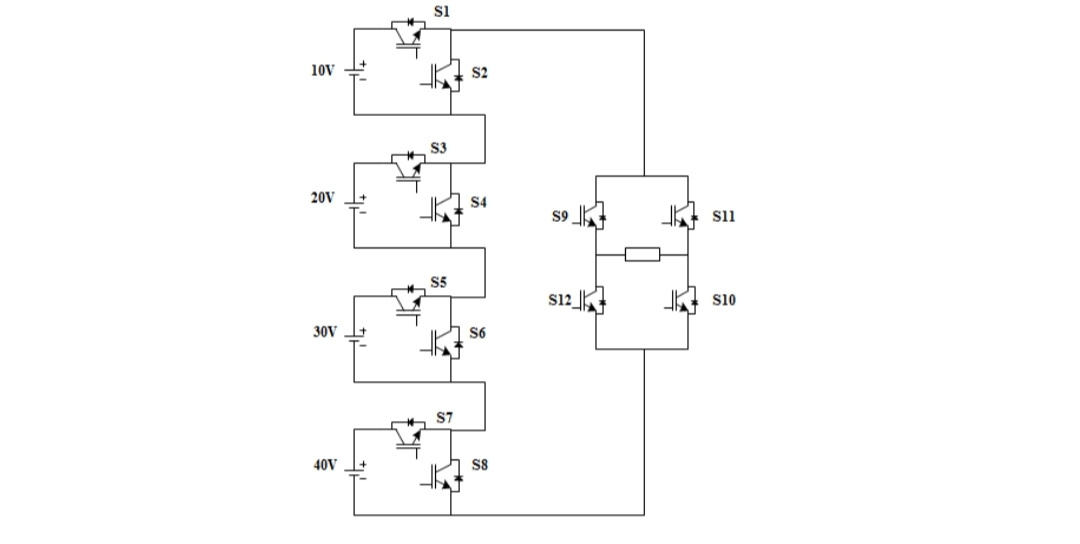 S1
10V
+
S2
S3
20V
+
S4
S5
30V
+
S6
S7
40V
+
S8
S9
S11
S12
S10